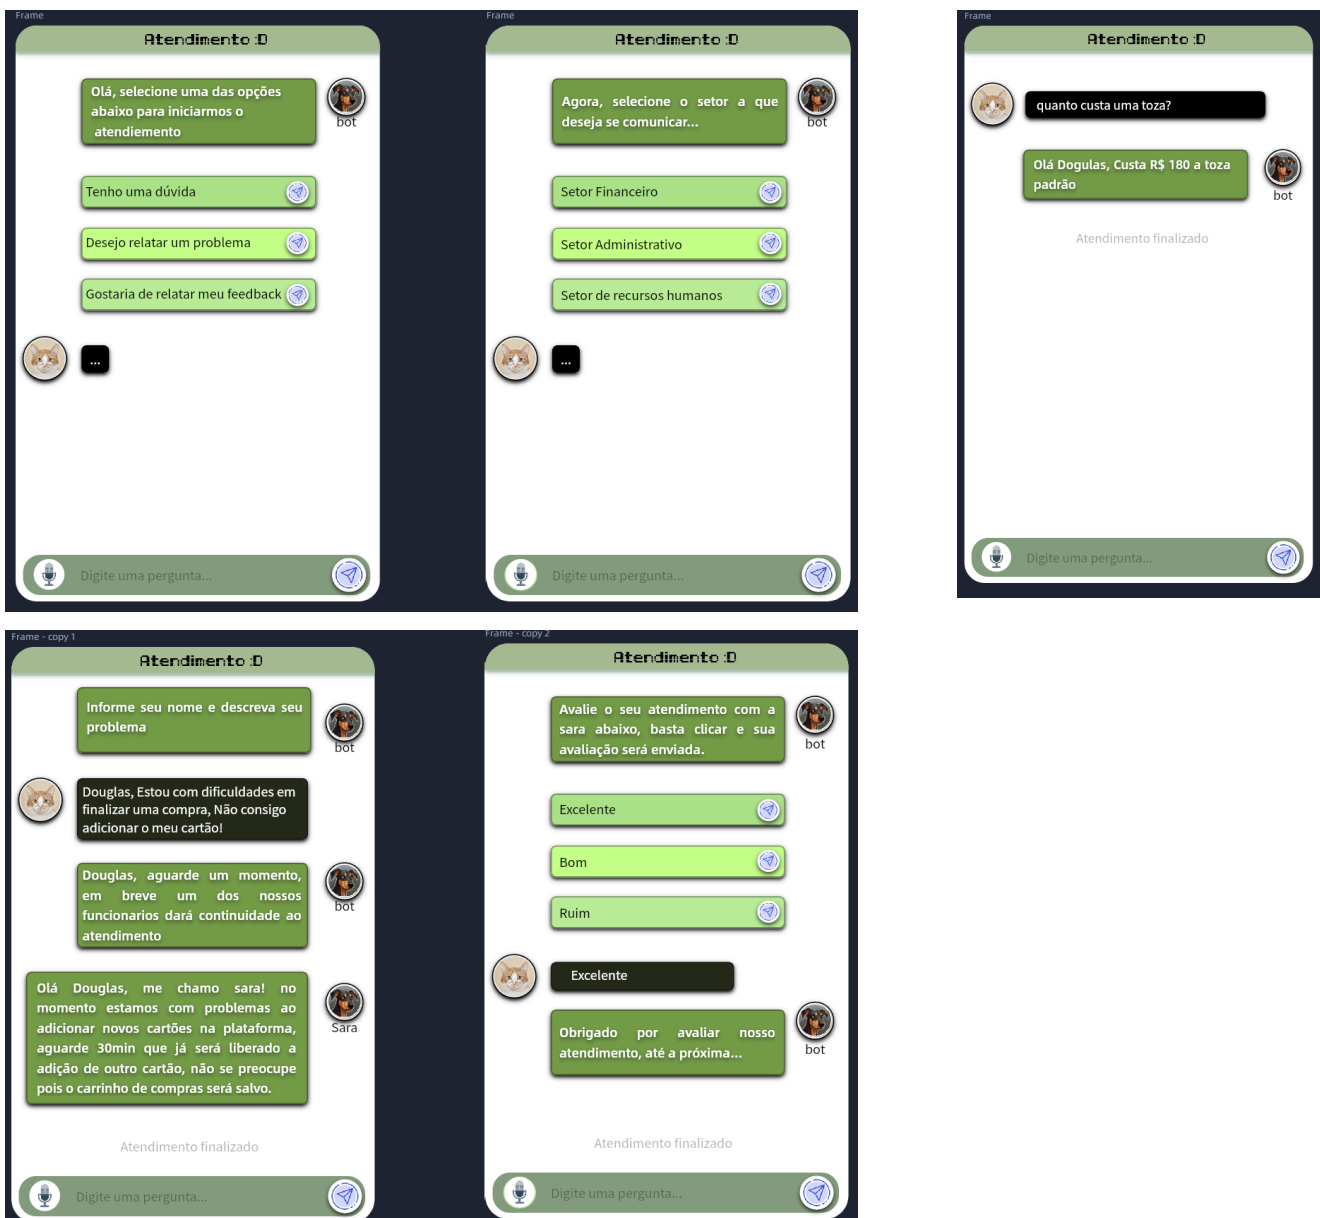 Frame
Atendimento :D
Olá, selecione uma das opções
abaixo para iniciarmos o
atendiemento
bot
Tenho uma dúvida
Desejo relatar um problema
Gostaria de relatar meu feedback
...
Digite uma pergunta...
Frame
Atendimento :D
Agora, selecione o setor a que
deseja se comunicar...
bot
Setor Financeiro
Setor Administrativo
Setor de recursos humanos
...
Digite uma pergunta...
Frame
Atendimento :D
quanto custa uma toza?
Olá Dogulas, Custa R$ 180 a toza
padrão
bot
Atendimento finalizado
Digite uma pergunta...
Frame - copy 1
Atendimento :D
Informe seu nome e descreva seu
problema
bot
Douglas, Estou com dificuldades em
finalizar uma compra, Não consigo
adicionar o meu cartão!
Douglas, aguarde um momento,
em breve um dos nossos
funcionarios dará continuidade ao
atendimento
bot
Olá Douglas, me chamo sara! no
momento estamos com problemas ao
adicionar novos cartões na plataforma,
aguarde 30min que já será liberado a
adição de outro cartão, não se preocupe
pois o carrinho de compras será salvo.
Sara
Atendimento finalizado
Digite uma pergunta...
Frame - copy 2
Atendimento :D
Avalie o seu atendimento com a
sara abaixo, basta clicar e sua
avaliação será enviada.
bot
Excelente
Bom
Ruim
Excelente
Obrigado por avaliar nosso
atendimento, até a próxima...
bot
Atendimento finalizado
Digite uma pergunta...